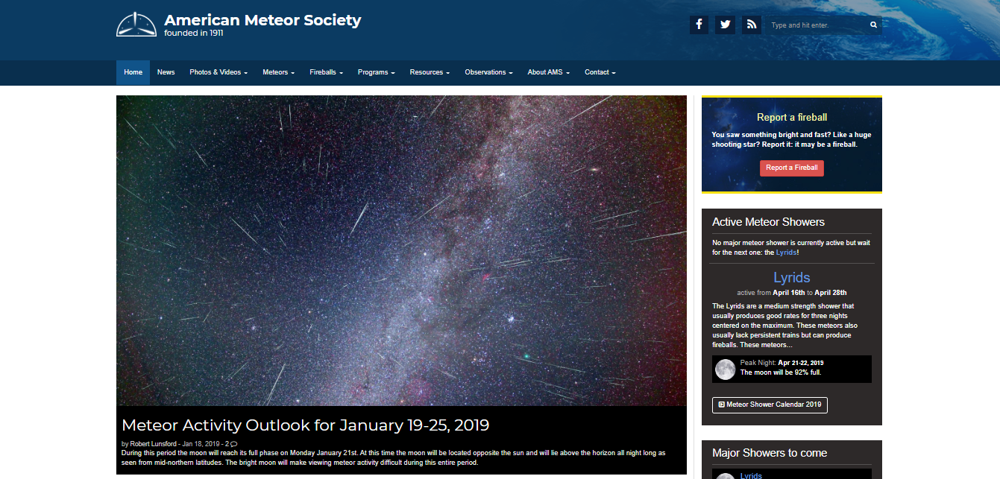 American Meteor Society
founded in 1911
Type and hit enter.
Home News Photos & Videos Meteors Fireballs Programs Resources Observations About AMS Contact
Meteor Activity Outlook for January 19-25, 2019
by Robert Lunsford - Jan 18, 2019 - 2
During this period the moon will reach its full phase on Monday January 21st. At this time the moon will be located opposite the sun and will lie above the horizon all night long as
seen from mid-northern latitudes. The bright moon will make viewing meteor activity difficult during this entire period.
Report a fireball
You saw something bright and fast? Like a huge
shooting star? Report it: it may be a fireball.
Report a Fireball
Active Meteor Showers
No major meteor shower is currently active but wait
for the next one: the Lyrids!
Lyrids
active from April 16th to April 28th
The Lyrids are a medium strength shower that
usually produces good rates for three nights
centered on the maximum. These meteors also
usually lack persistent trains but can produce
fireballs. These meteors...
Peak Night: Apr 21-22, 2019
The moon will be 92% full.
Meteor Shower Calendar 2019
Major Showers to come
Lyrids